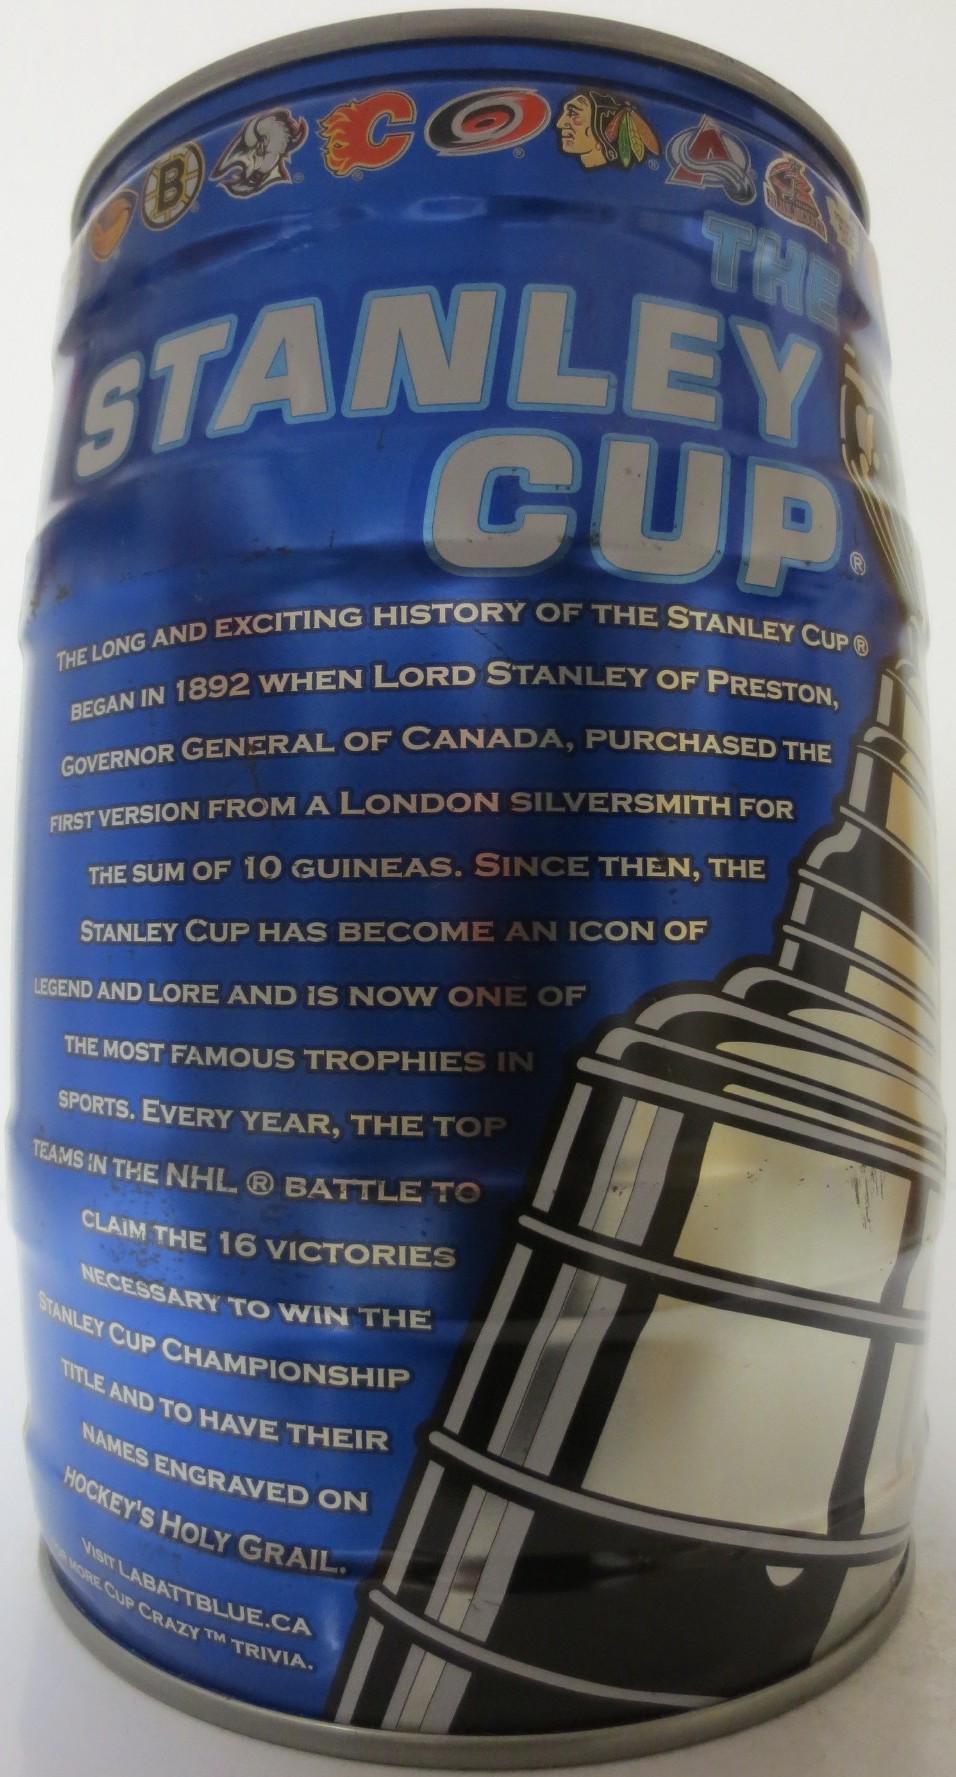 B
C
A
THE
STANLEY
CUP®
THE LONG AND EXCITING HISTORY OF THE STANLEY CUP ®
BEGAN IN 1892 WHEN LORD STANLEY OF PRESTON,
GOVERNOR GENERAL OF CANADA, PURCHASED THE
FIRST VERSION FROM A LONDON SILVERSMITH FOR
THE SUM OF 10 GUINEAS. SINCE THEN, THE
STANLEY CUP HAS BECOME AN ICON OF
LEGEND AND LORE AND IS NOW ONE OF
THE MOST FAMOUS TROPHIES IN
SPORTS. EVERY YEAR, THE TOP
TEAMS IN THE NHL ® BATTLE TO
CLAIM THE 16 VICTORIES
NECESSARY TO WIN THE
STANLEY CUP CHAMPIONSHIP
TITLE AND TO HAVE THEIR
NAMES ENGRAVED ON
HOCKEY'S HOLY GRAIL.
VISIT LABATTBLUE.CA
FOR MORE CUP CRAZY™ TRIVIA.